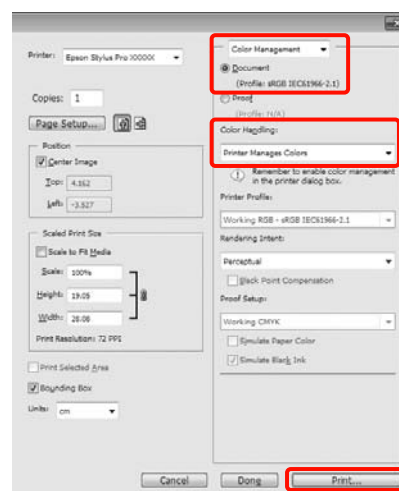 Printer:
Epson Stylus Pro XXXXX
Copies:
1
Page Setup...
Position
Center Image
Top:
4.162
Left:
-3.527
Scaled Print Size
Scale to Fit Media
Scale:
100%
Height:
19.05
Width:
26.06
Print Resolution: 72 PPI
Print Selected Area
Bounding Box
Units:
cm
Color Management
Document
(Profile: sRGB IEC61966-2.1)
Proof
(Profile: N/A)
Color Handling:
Printer Manages Colors
Remember to enable color management
in the printer dialog box.
Printer Profile:
Working RGB - sRGB IEC61966-2.1
Rendering Intent:
Perceptual
Black Point Compensation
Proof Setup:
Working CMYK
Simulate Paper Color
Simulate Black Ink
Cancel
Done
Print...